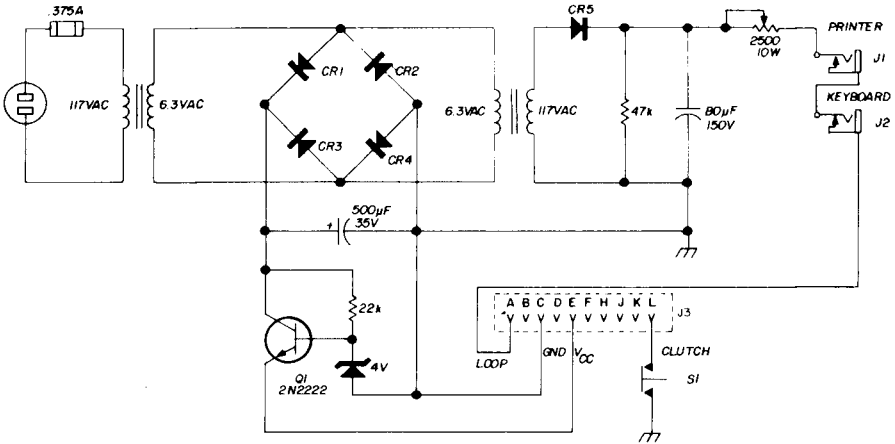 .375A
117VAC
6.3VAC
CR1
CR2
CR3
CR4
6.3VAC
117VAC
CR5
47k
80µF
150V
2500
10W
PRINTER
J1
KEYBOARD
J2
+
500µF
35V
22k
4V
Q1
2N2222
A B C D E F H J K L
J3
LOOP
GND
VCC
CLUTCH
S1